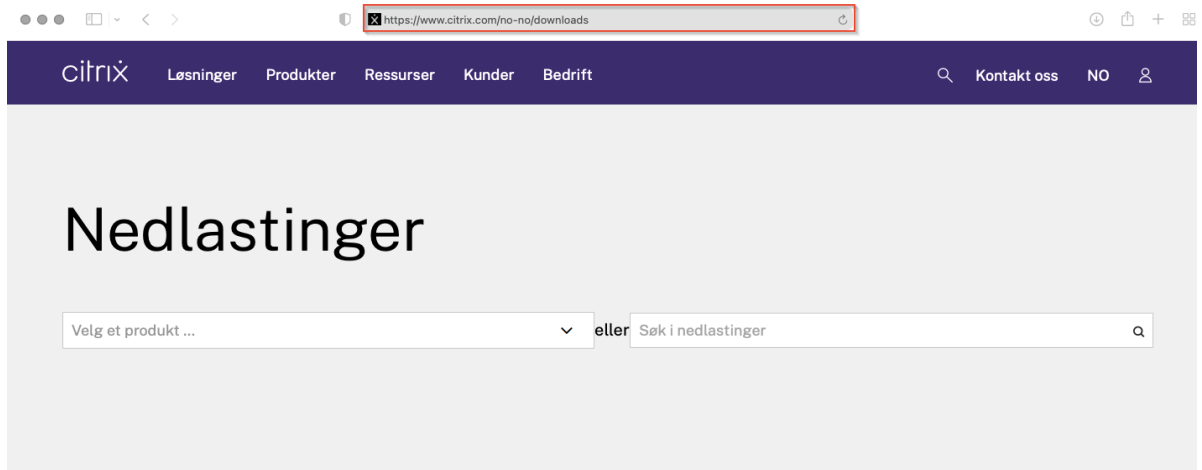 https://www.citrix.com/no-no/downloads
citrix Løsninger Produkter Ressurser Kunder Bedrift Kontakt oss NO
Nedlastinger
Velg et produkt ... eller Søk i nedlastinger